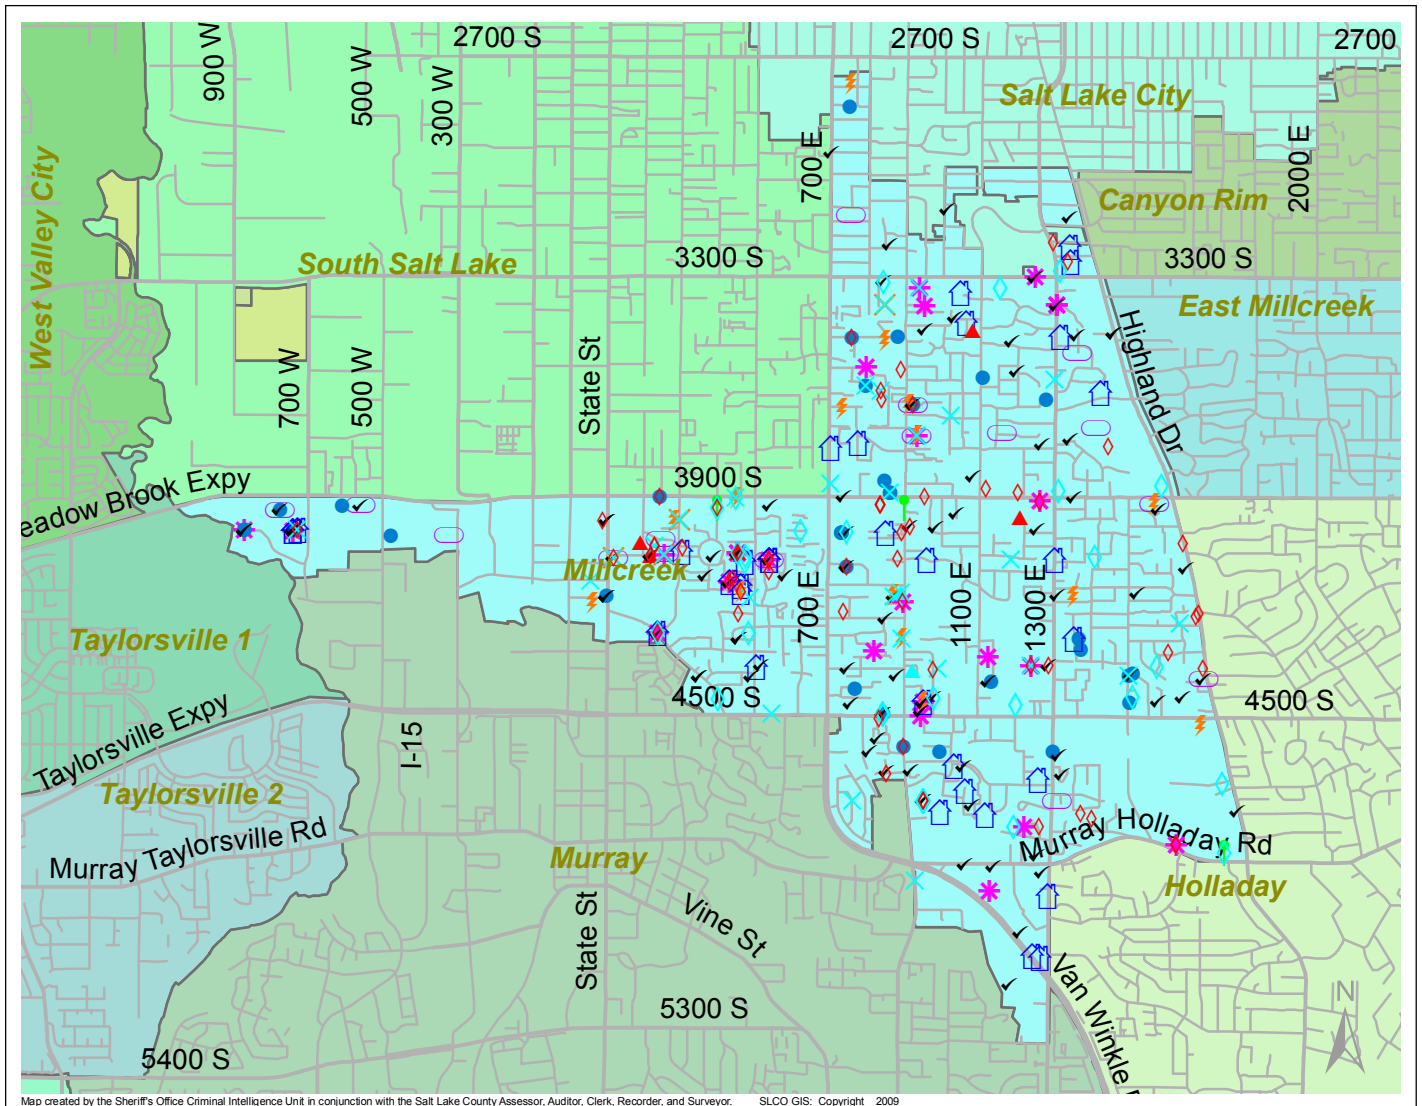 2700 S
2700 S
2700
900 W
500 W
300 W
Salt Lake City
700 E
2000 E
West Valley City
Canyon Rim
South Salt Lake
3300 S
3300 S
East Millcreek
Highland Dr
State St
700 W
500 W
3900 S
eadow Brook Expy
Millcreek
700 E
1100 E
1300 E
Taylorsville 1
4500 S
4500 S
Taylorsville Expy
I-15
Taylorsville 2
Murray Taylorsville Rd
Murray Holladay Rd
Murray
Holladay
State St
Vine St
Van Winkle
5300 S
N
5400 S
Map created by the Sheriff's Office Criminal Intelligence Unit in conjunction with the Salt Lake County Assessor, Auditor, Clerk, Recorder, and Surveyor. SLCO GIS: Copyright 2009